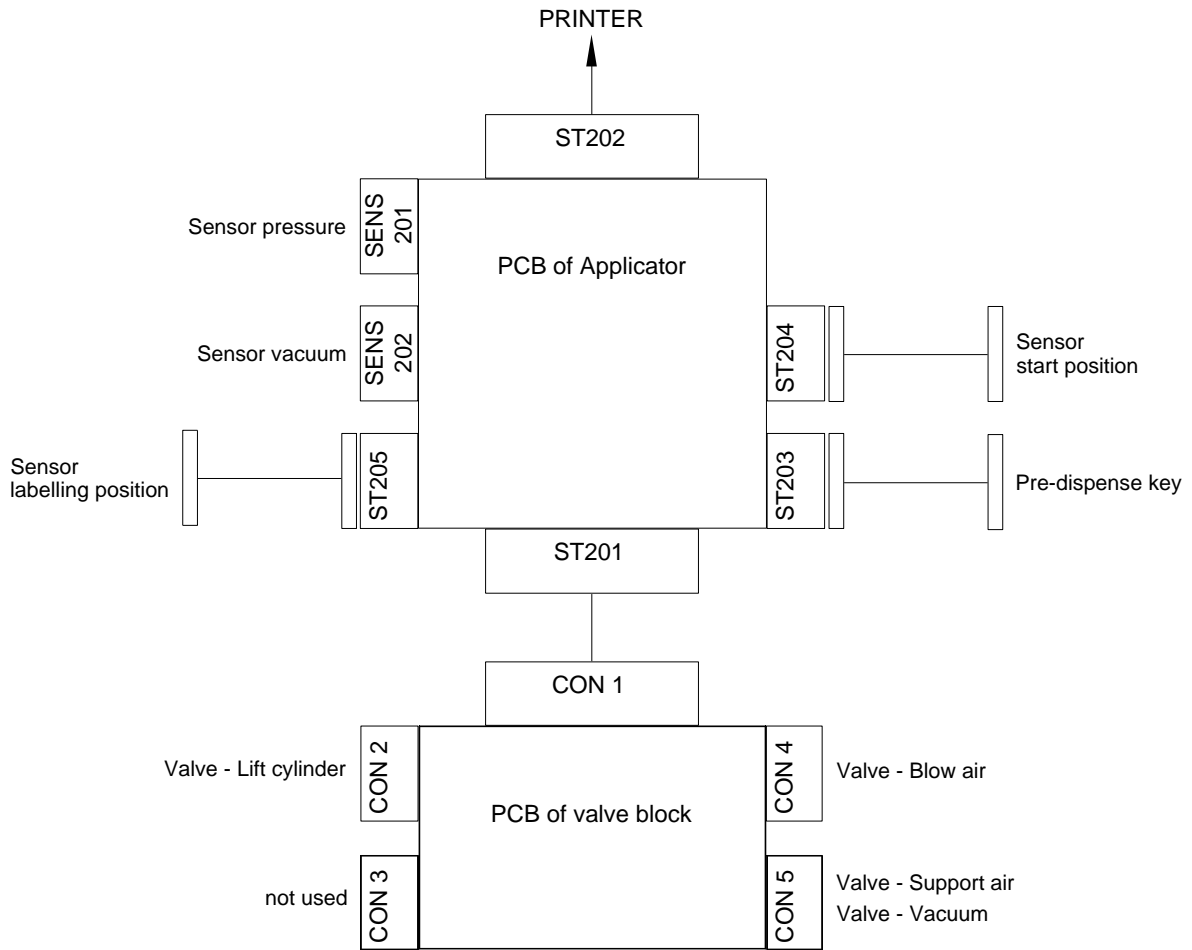 PRINTER
ST202
SENS
201
Sensor pressure
PCB of Applicator
SENS
202
Sensor vacuum
ST204
Sensor
start position
Sensor
labelling position
ST205
ST203
Pre-dispense key
ST201
CON 1
Valve - Lift cylinder
CON 2
CON 4
Valve - Blow air
PCB of valve block
not used
CON 3
CON 5
Valve - Support air
Valve - Vacuum